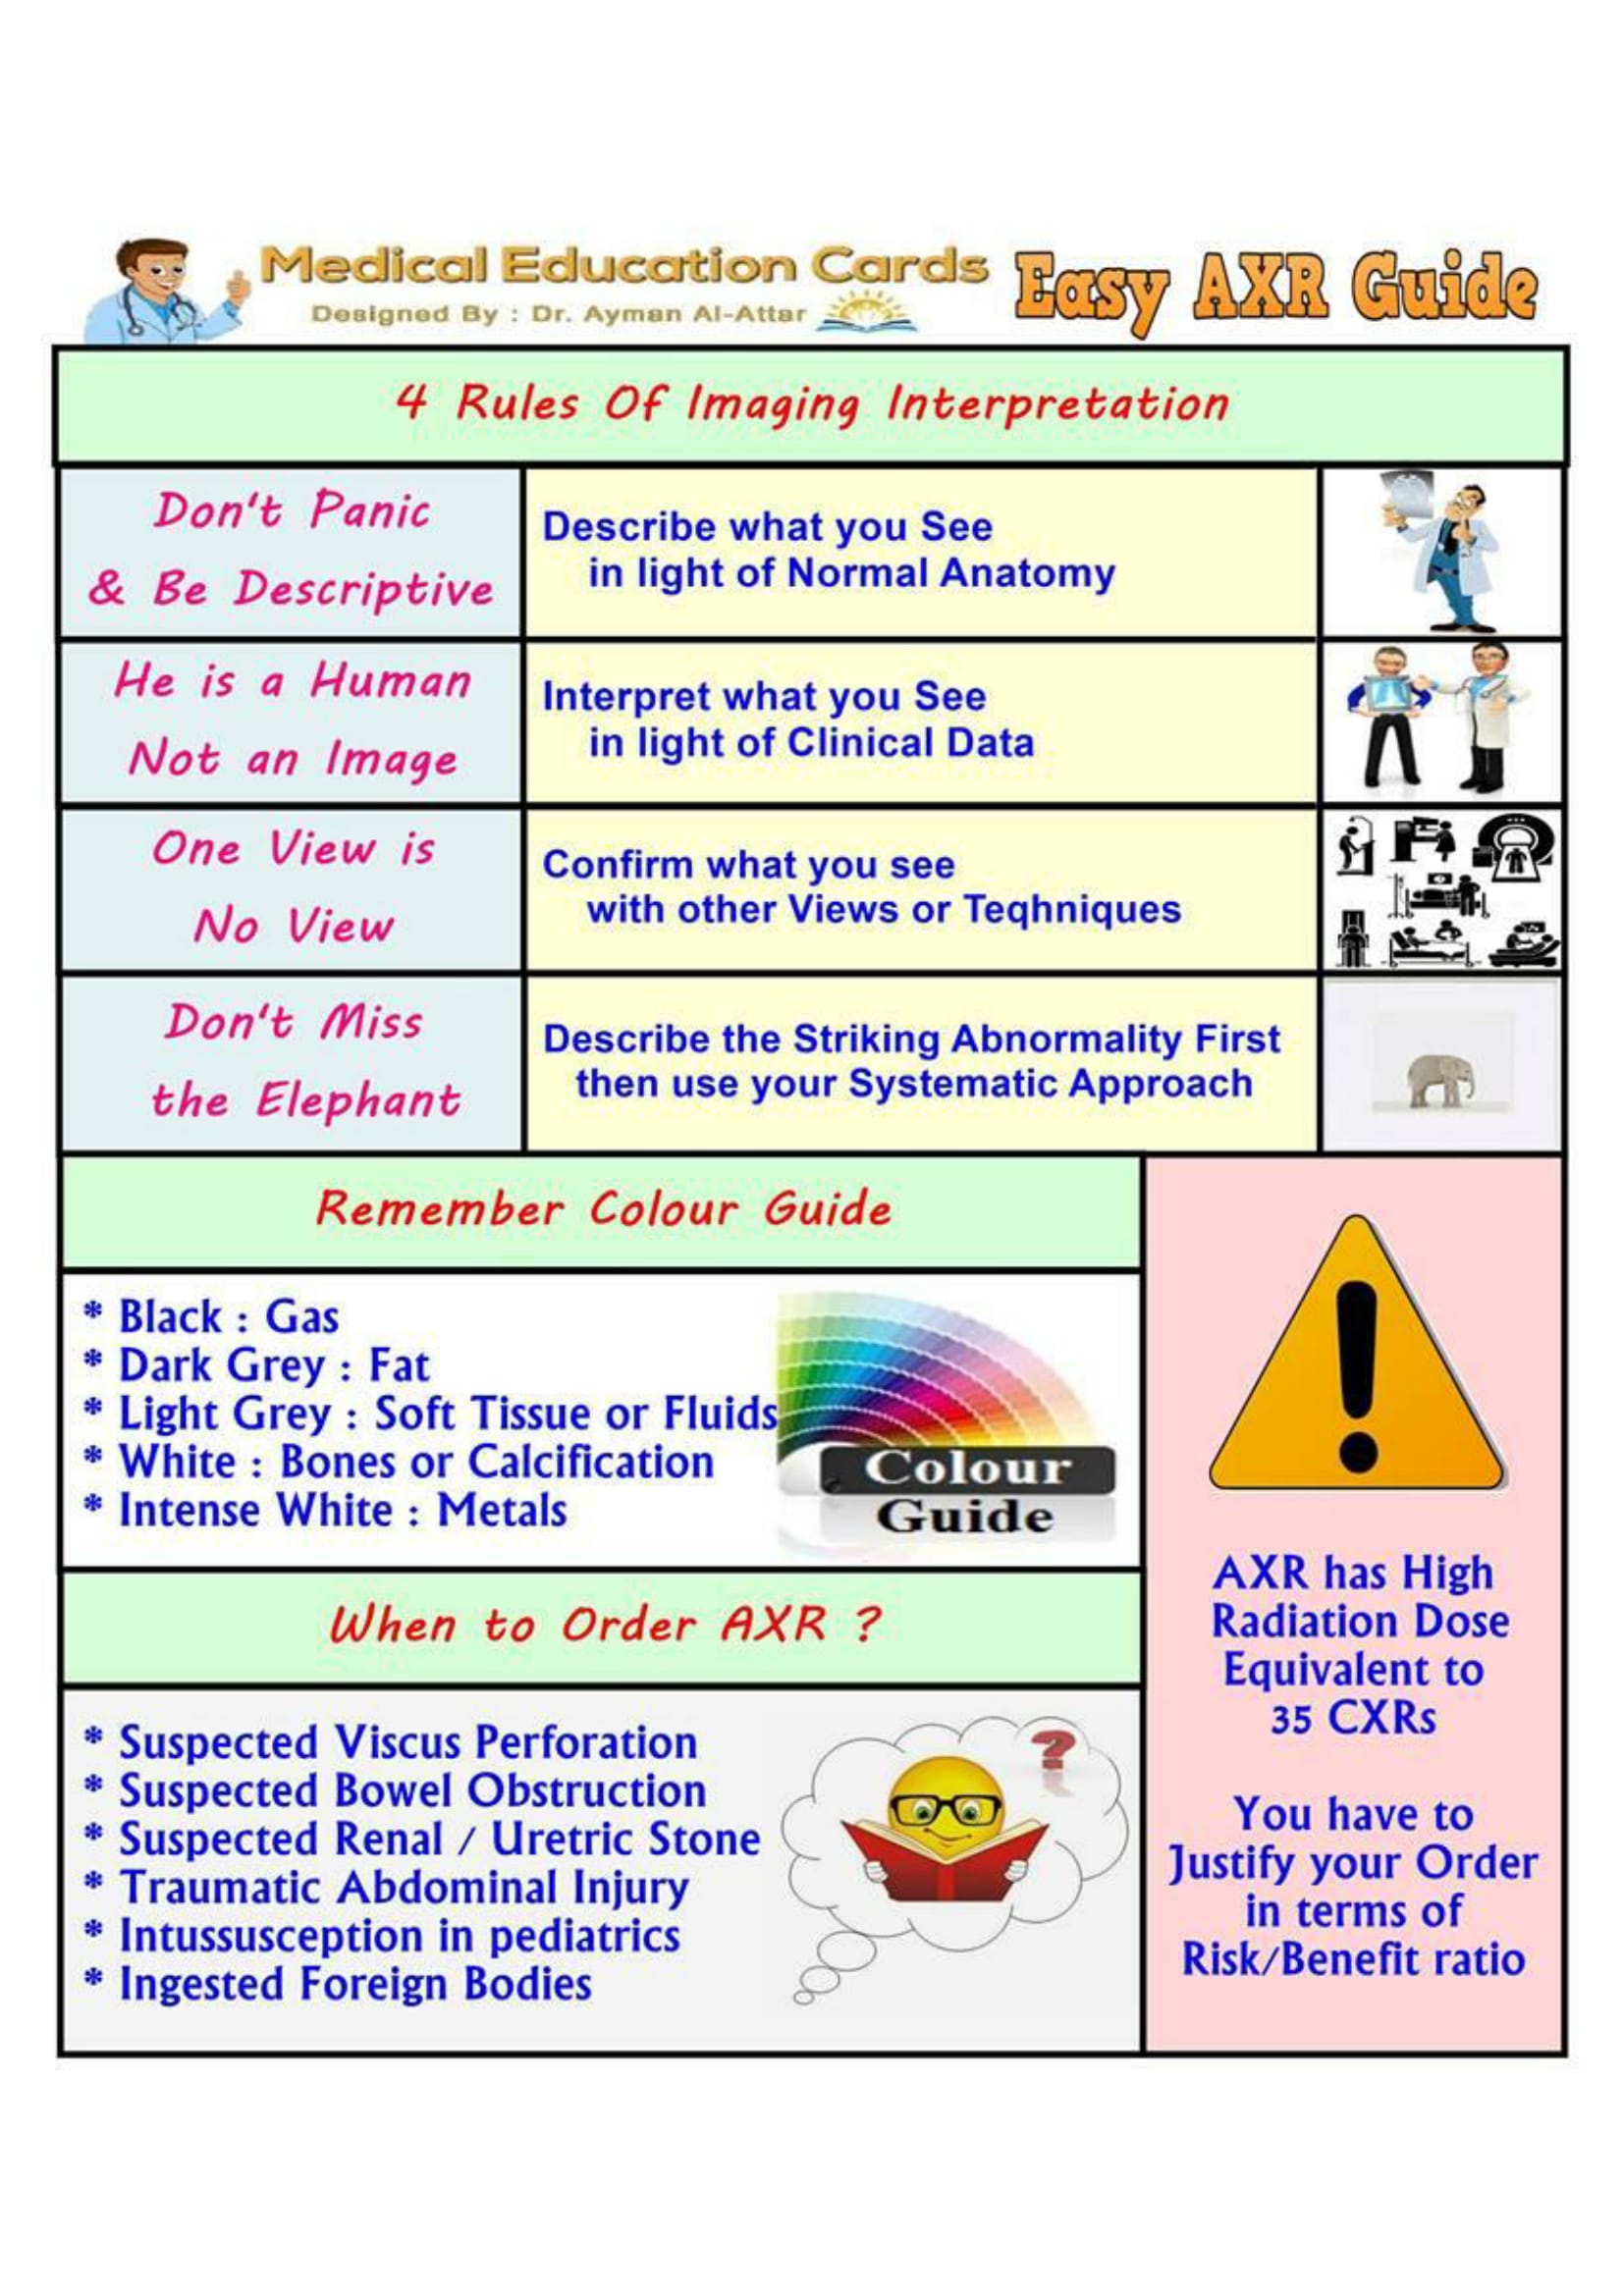 Medical Education Cards
Designed By : Dr. Ayman Al-Attar
Easy AXR Guide
4 Rules Of Imaging Interpretation
Don't Panic
& Be Descriptive
Describe what you See
in light of Normal Anatomy
He is a Human
Not an Image
Interpret what you See
in light of Clinical Data
One View is
No View
Confirm what you see
with other Views or Teqhniques
Don't Miss
the Elephant
Describe the Striking Abnormality First
then use your Systematic Approach
Remember Colour Guide
* Black : Gas
* Dark Grey : Fat
* Light Grey : Soft Tissue or Fluids
* White : Bones or Calcification
* Intense White : Metals
Colour
Guide
When to Order AXR ?
* Suspected Viscus Perforation
* Suspected Bowel Obstruction
* Suspected Renal / Uretric Stone
* Traumatic Abdominal Injury
* Intussusception in pediatrics
* Ingested Foreign Bodies
?
!
AXR has High
Radiation Dose
Equivalent to
35 CXRs
You have to
Justify your Order
in terms of
Risk/Benefit ratio